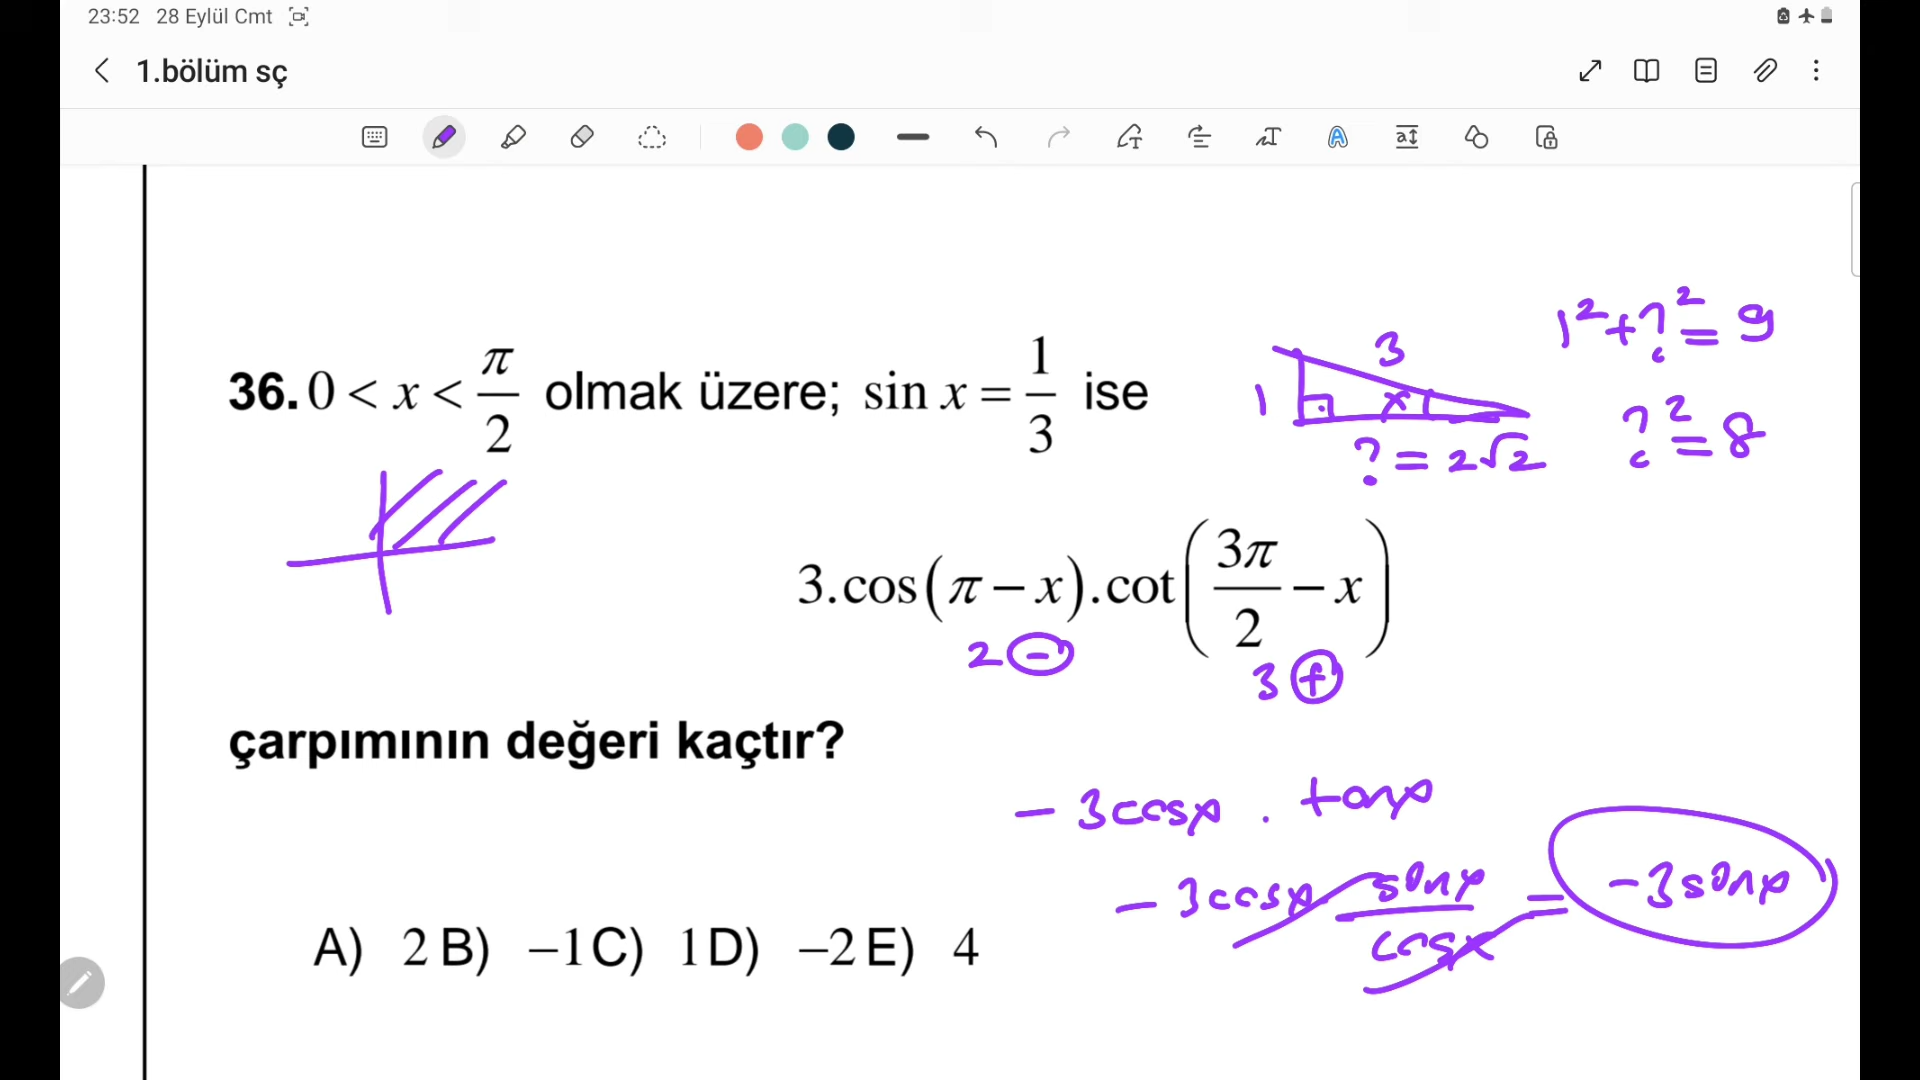 23:52 28 Eylül Cmt
1.bölüm sç
36. 0 < x < π/2 olmak üzere; sin x = 1/3 ise
3
1
x
? = 2√2
1² + ?² = 9
?² = 8
3.cos(π − x).cot(3π/2 − x)
2 −
3 +
çarpımının değeri kaçtır?
− 3cosx . tanx
− 3cosx sinx/cosx = −3sinx
A) 2 B) −1 C) 1 D) −2 E) 4